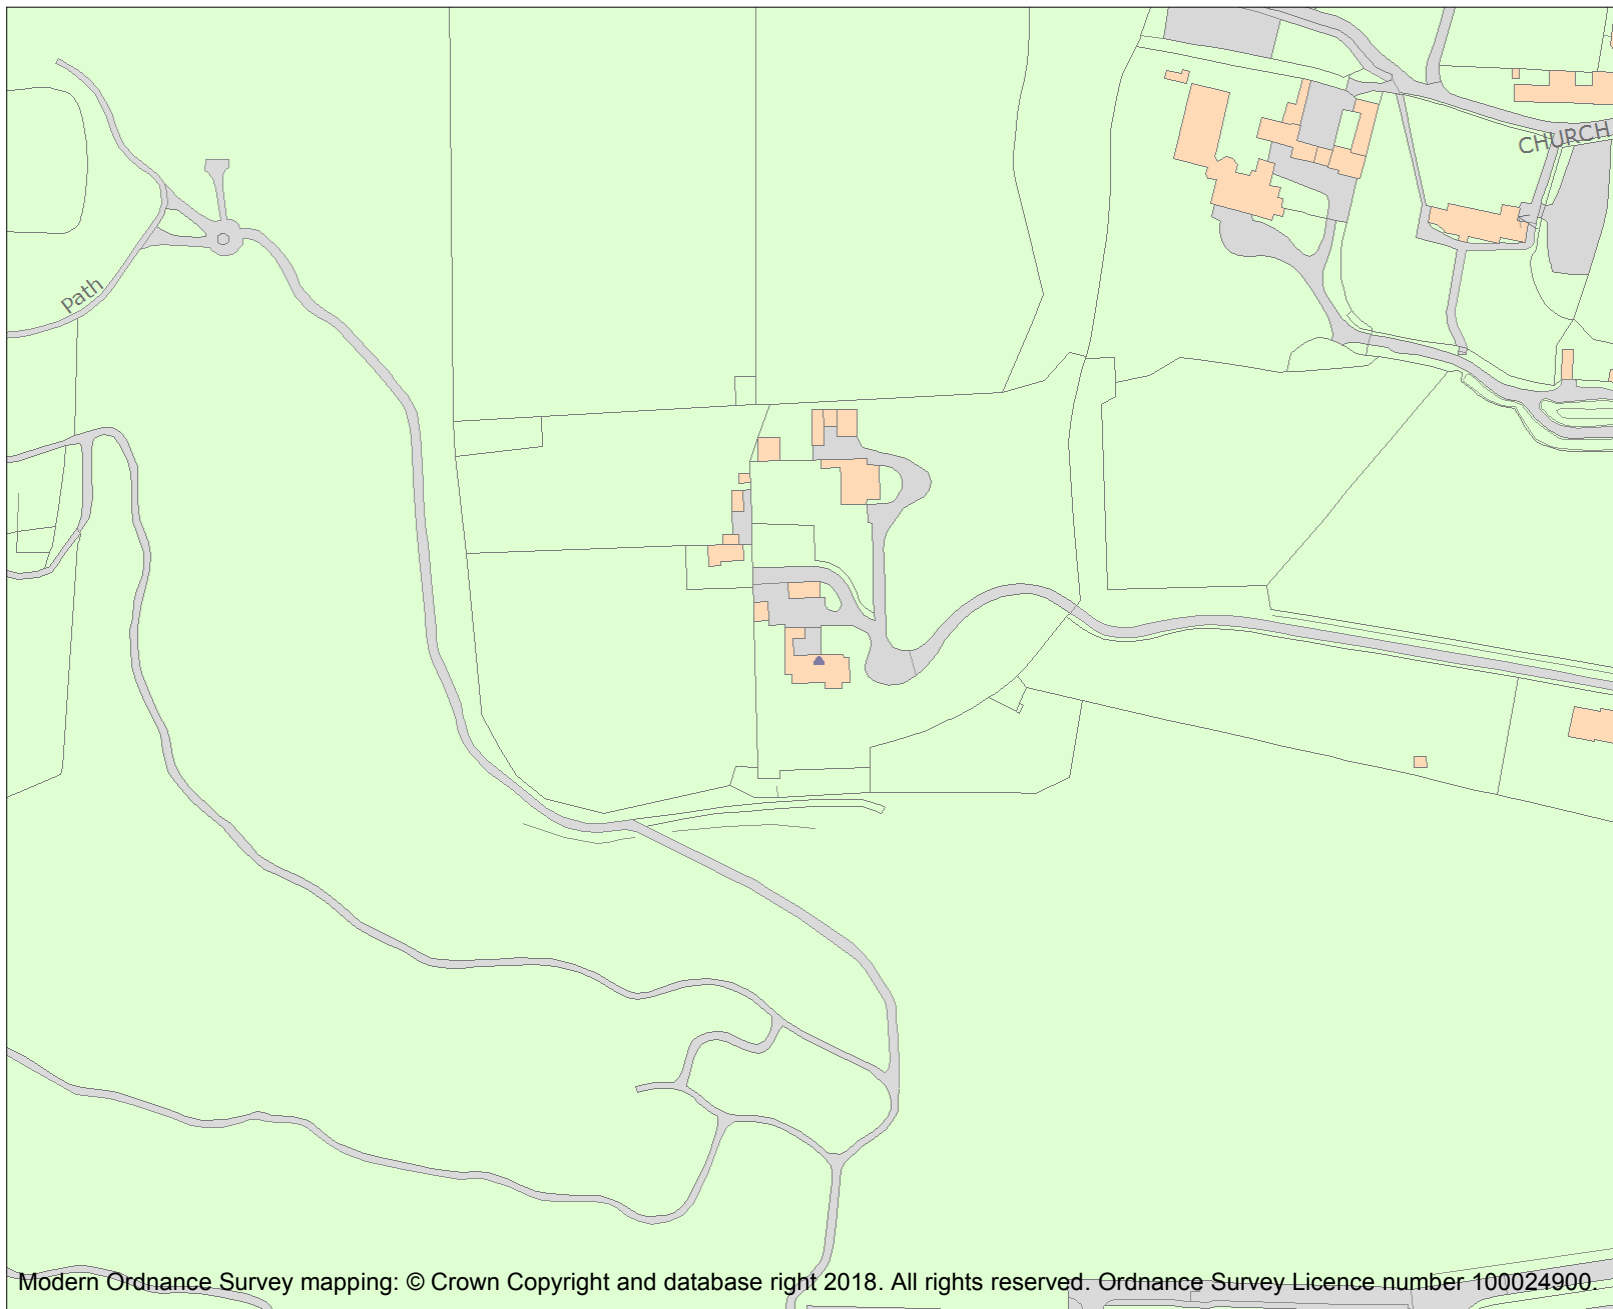 CHURCH
Path
Modern Ordnance Survey mapping: © Crown Copyright and database right 2018. All rights reserved. Ordnance Survey Licence number 100024900.